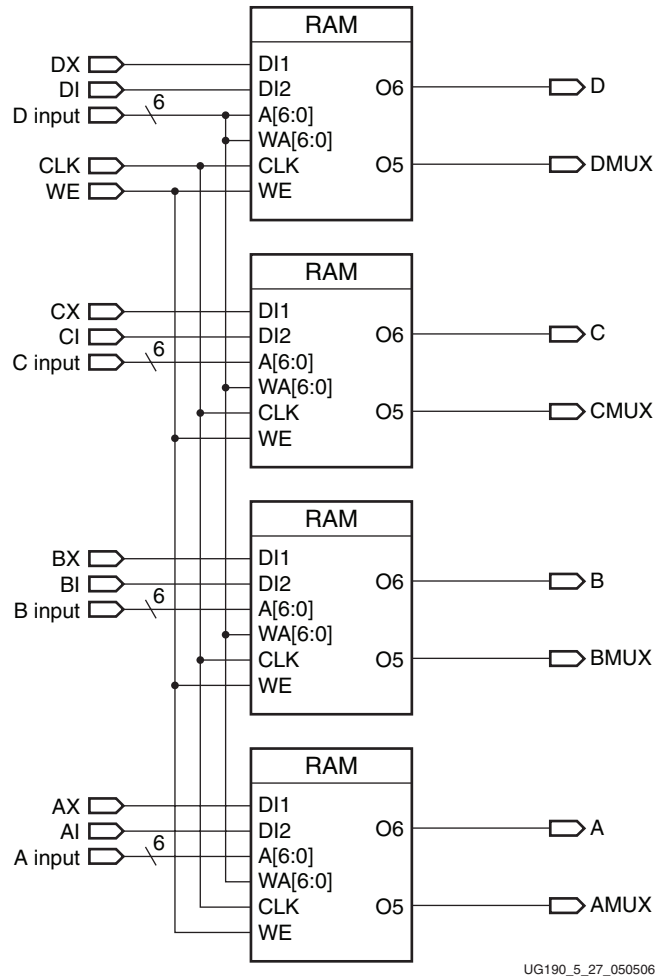 RAM
DX DI1
DI DI2 O6 D
D input 6 A[6:0]
WA[6:0]
CLK CLK O5 DMUX
WE WE
RAM
CX DI1
CI DI2 O6 C
C input 6 A[6:0]
WA[6:0]
CLK O5 CMUX
WE
RAM
BX DI1
BI DI2 O6 B
B input 6 A[6:0]
WA[6:0]
CLK O5 BMUX
WE
RAM
AX DI1
AI DI2 O6 A
A input 6 A[6:0]
WA[6:0]
CLK O5 AMUX
WE
UG190_5_27_050506